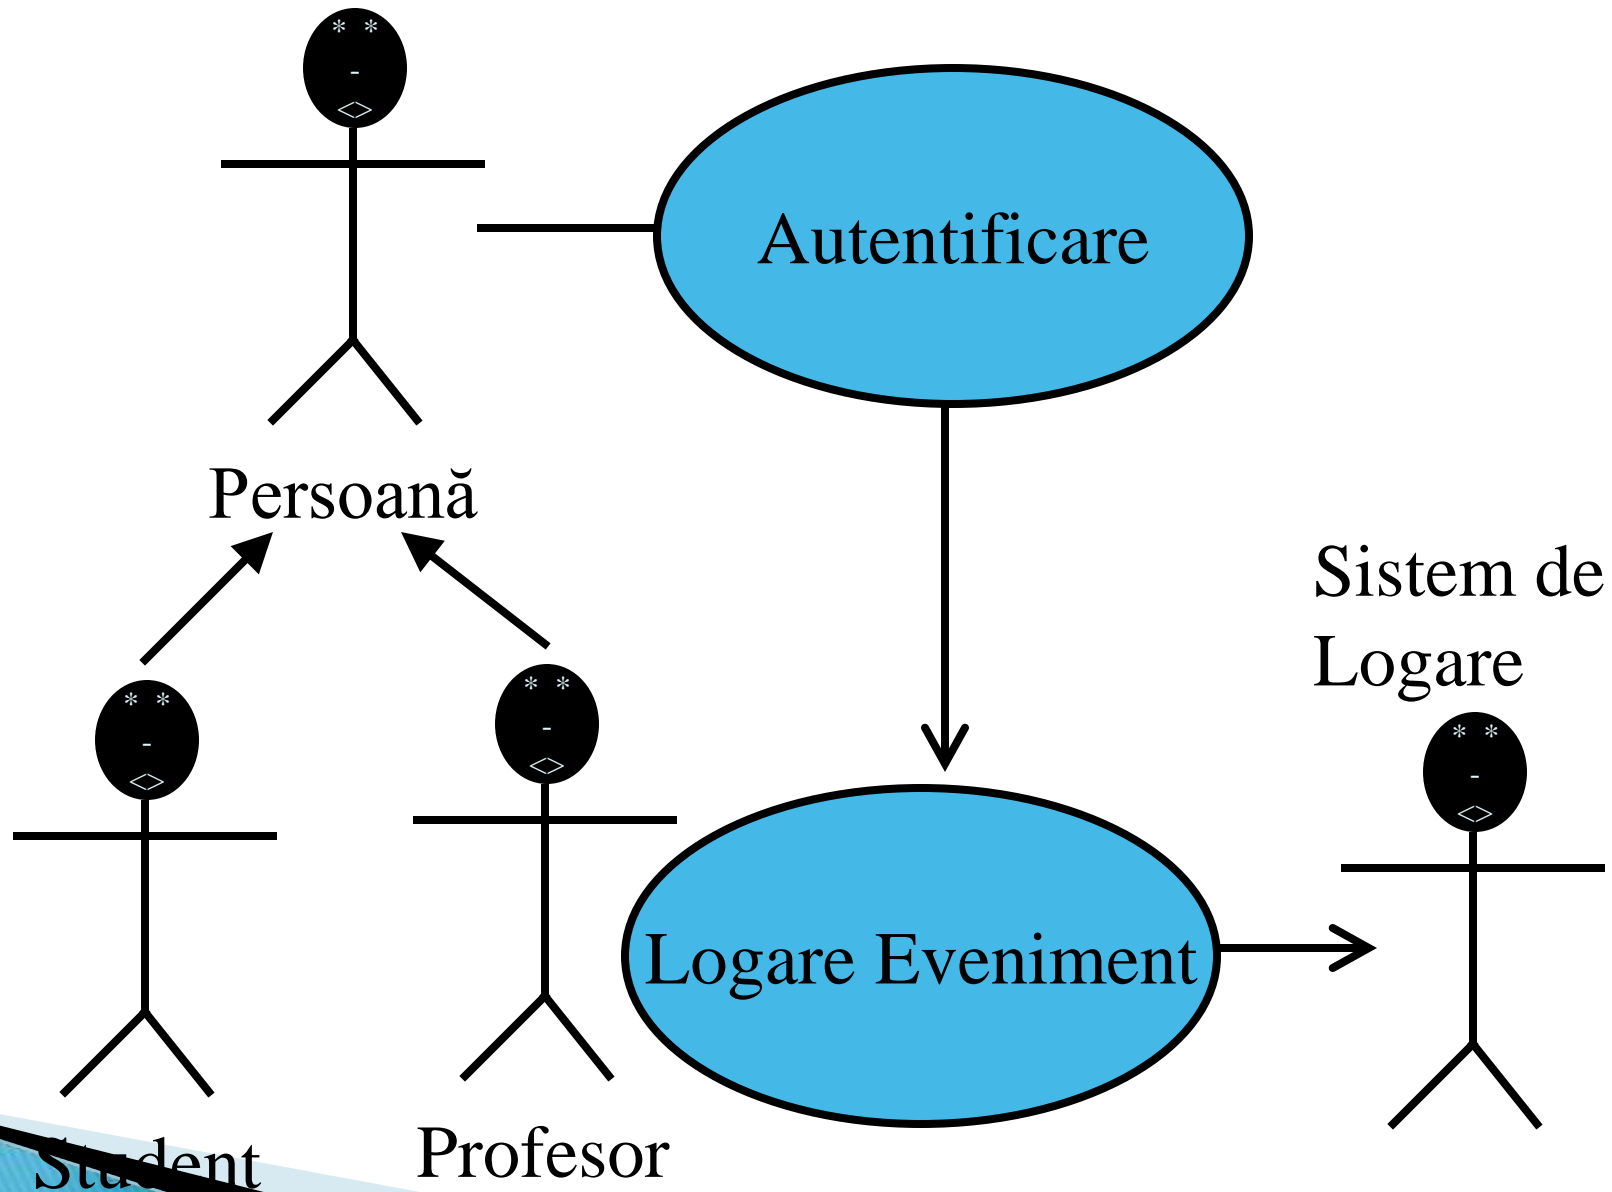 * *
-
<>
Autentificare
Persoană
Sistem de
Logare
* *
-
<>
* *
-
<>
* *
-
<>
Logare Eveniment
Student
Profesor